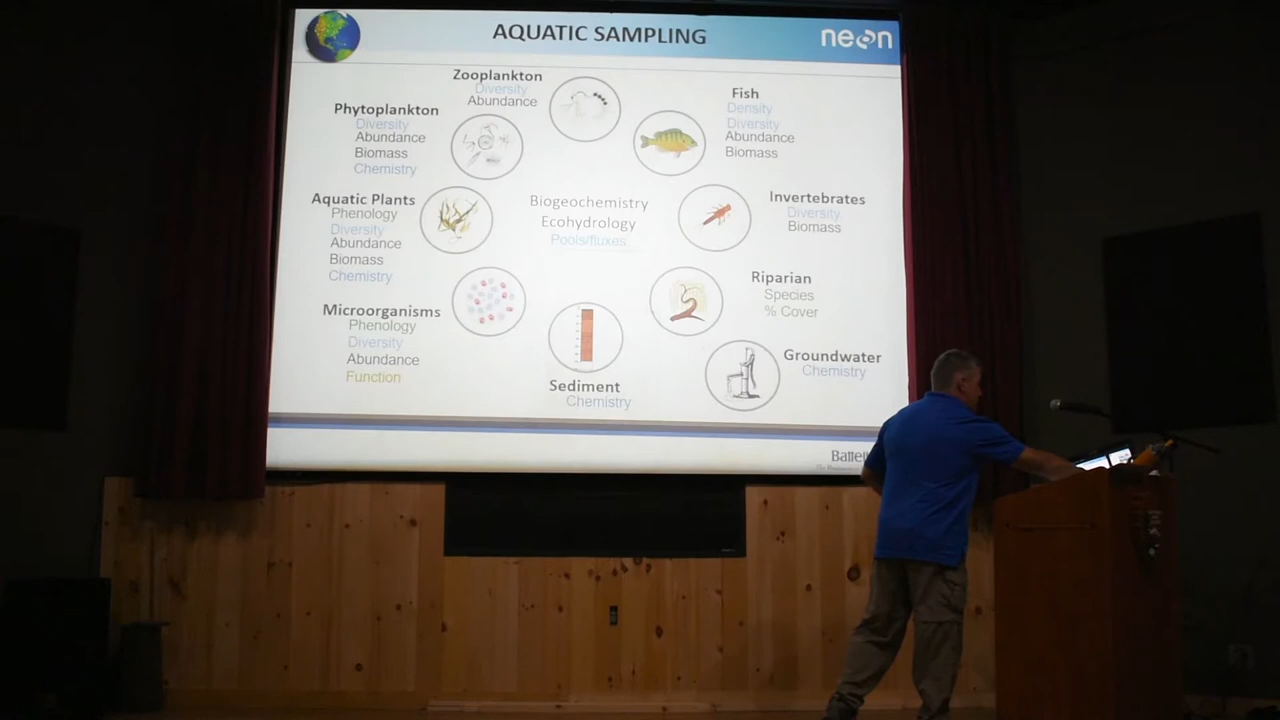 AQUATIC SAMPLING
neon
Zooplankton
Diversity
Abundance
Fish
Density
Diversity
Abundance
Biomass
Phytoplankton
Diversity
Abundance
Biomass
Chemistry
Aquatic Plants
Phenology
Diversity
Abundance
Biomass
Chemistry
Biogeochemistry
Ecohydrology
Pools/fluxes
Invertebrates
Diversity
Biomass
Riparian
Species
% Cover
Microorganisms
Phenology
Diversity
Abundance
Function
Sediment
Chemistry
Groundwater
Chemistry